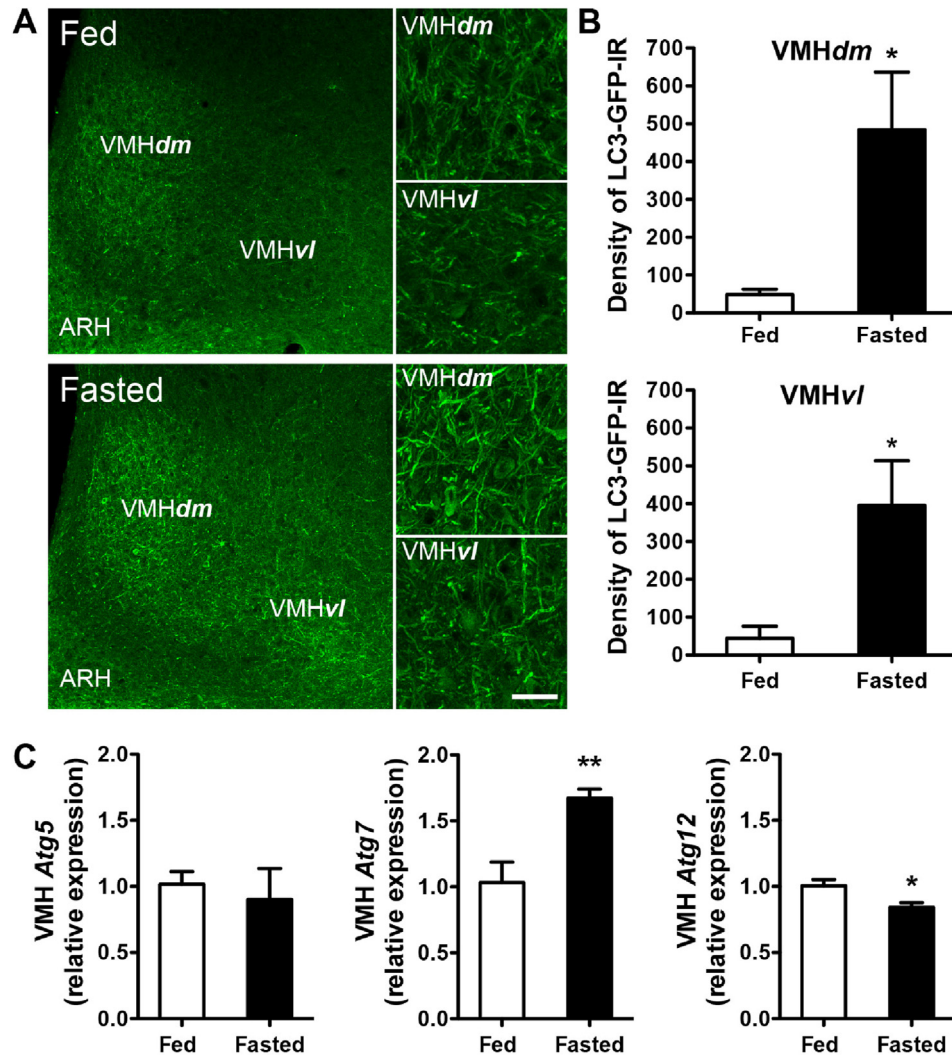 A
Fed
VMHdm
VMHvl
ARH
VMHdm
VMHvl
Fasted
VMHdm
VMHvl
ARH
VMHdm
VMHvl
B
VMHdm
Density of LC3-GFP-IR
700
600
500
400
300
200
100
0
*
Fed
Fasted
VMHvl
Density of LC3-GFP-IR
700
600
500
400
300
200
100
0
*
Fed
Fasted
C
VMH Atg5
(relative expression)
2.0
1.5
1.0
0.5
0.0
Fed
Fasted
VMH Atg7
(relative expression)
2.0
1.5
1.0
0.5
0.0
**
Fed
Fasted
VMH Atg12
(relative expression)
2.0
1.5
1.0
0.5
0.0
*
Fed
Fasted